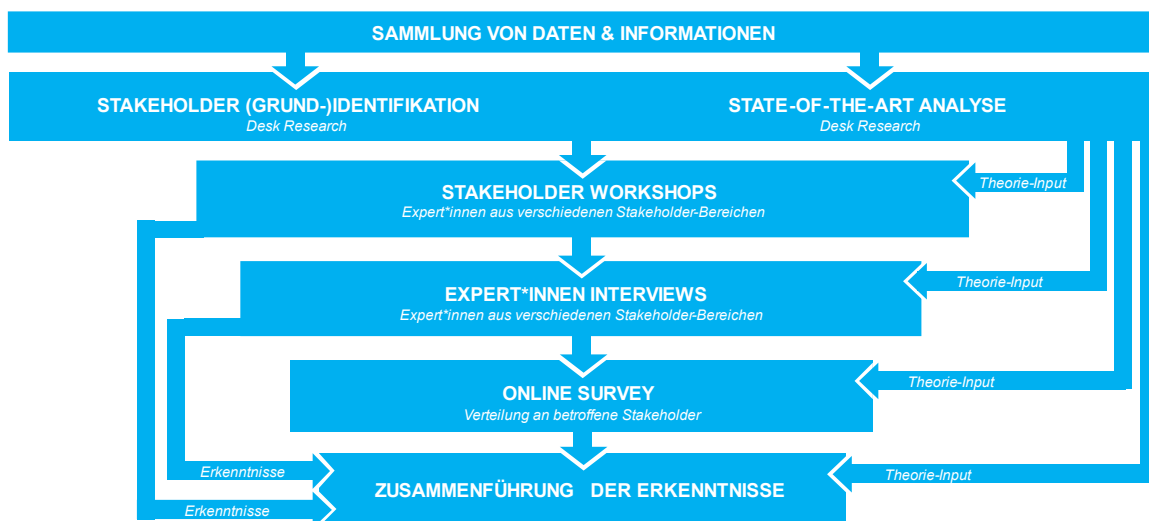 SAMMLUNG VON DATEN & INFORMATIONEN
STAKEHOLDER (GRUND-)IDENTIFIKATION
Desk Research
STATE-OF-THE-ART ANALYSE
Desk Research
STAKEHOLDER WORKSHOPS
Expert*innen aus verschiedenen Stakeholder-Bereichen
Theorie-Input
EXPERT*INNEN INTERVIEWS
Expert*innen aus verschiedenen Stakeholder-Bereichen
Theorie-Input
ONLINE SURVEY
Verteilung an betroffene Stakeholder
Theorie-Input
Erkenntnisse
ZUSAMMENFÜHRUNG DER ERKENNTNISSE
Theorie-Input
Erkenntnisse